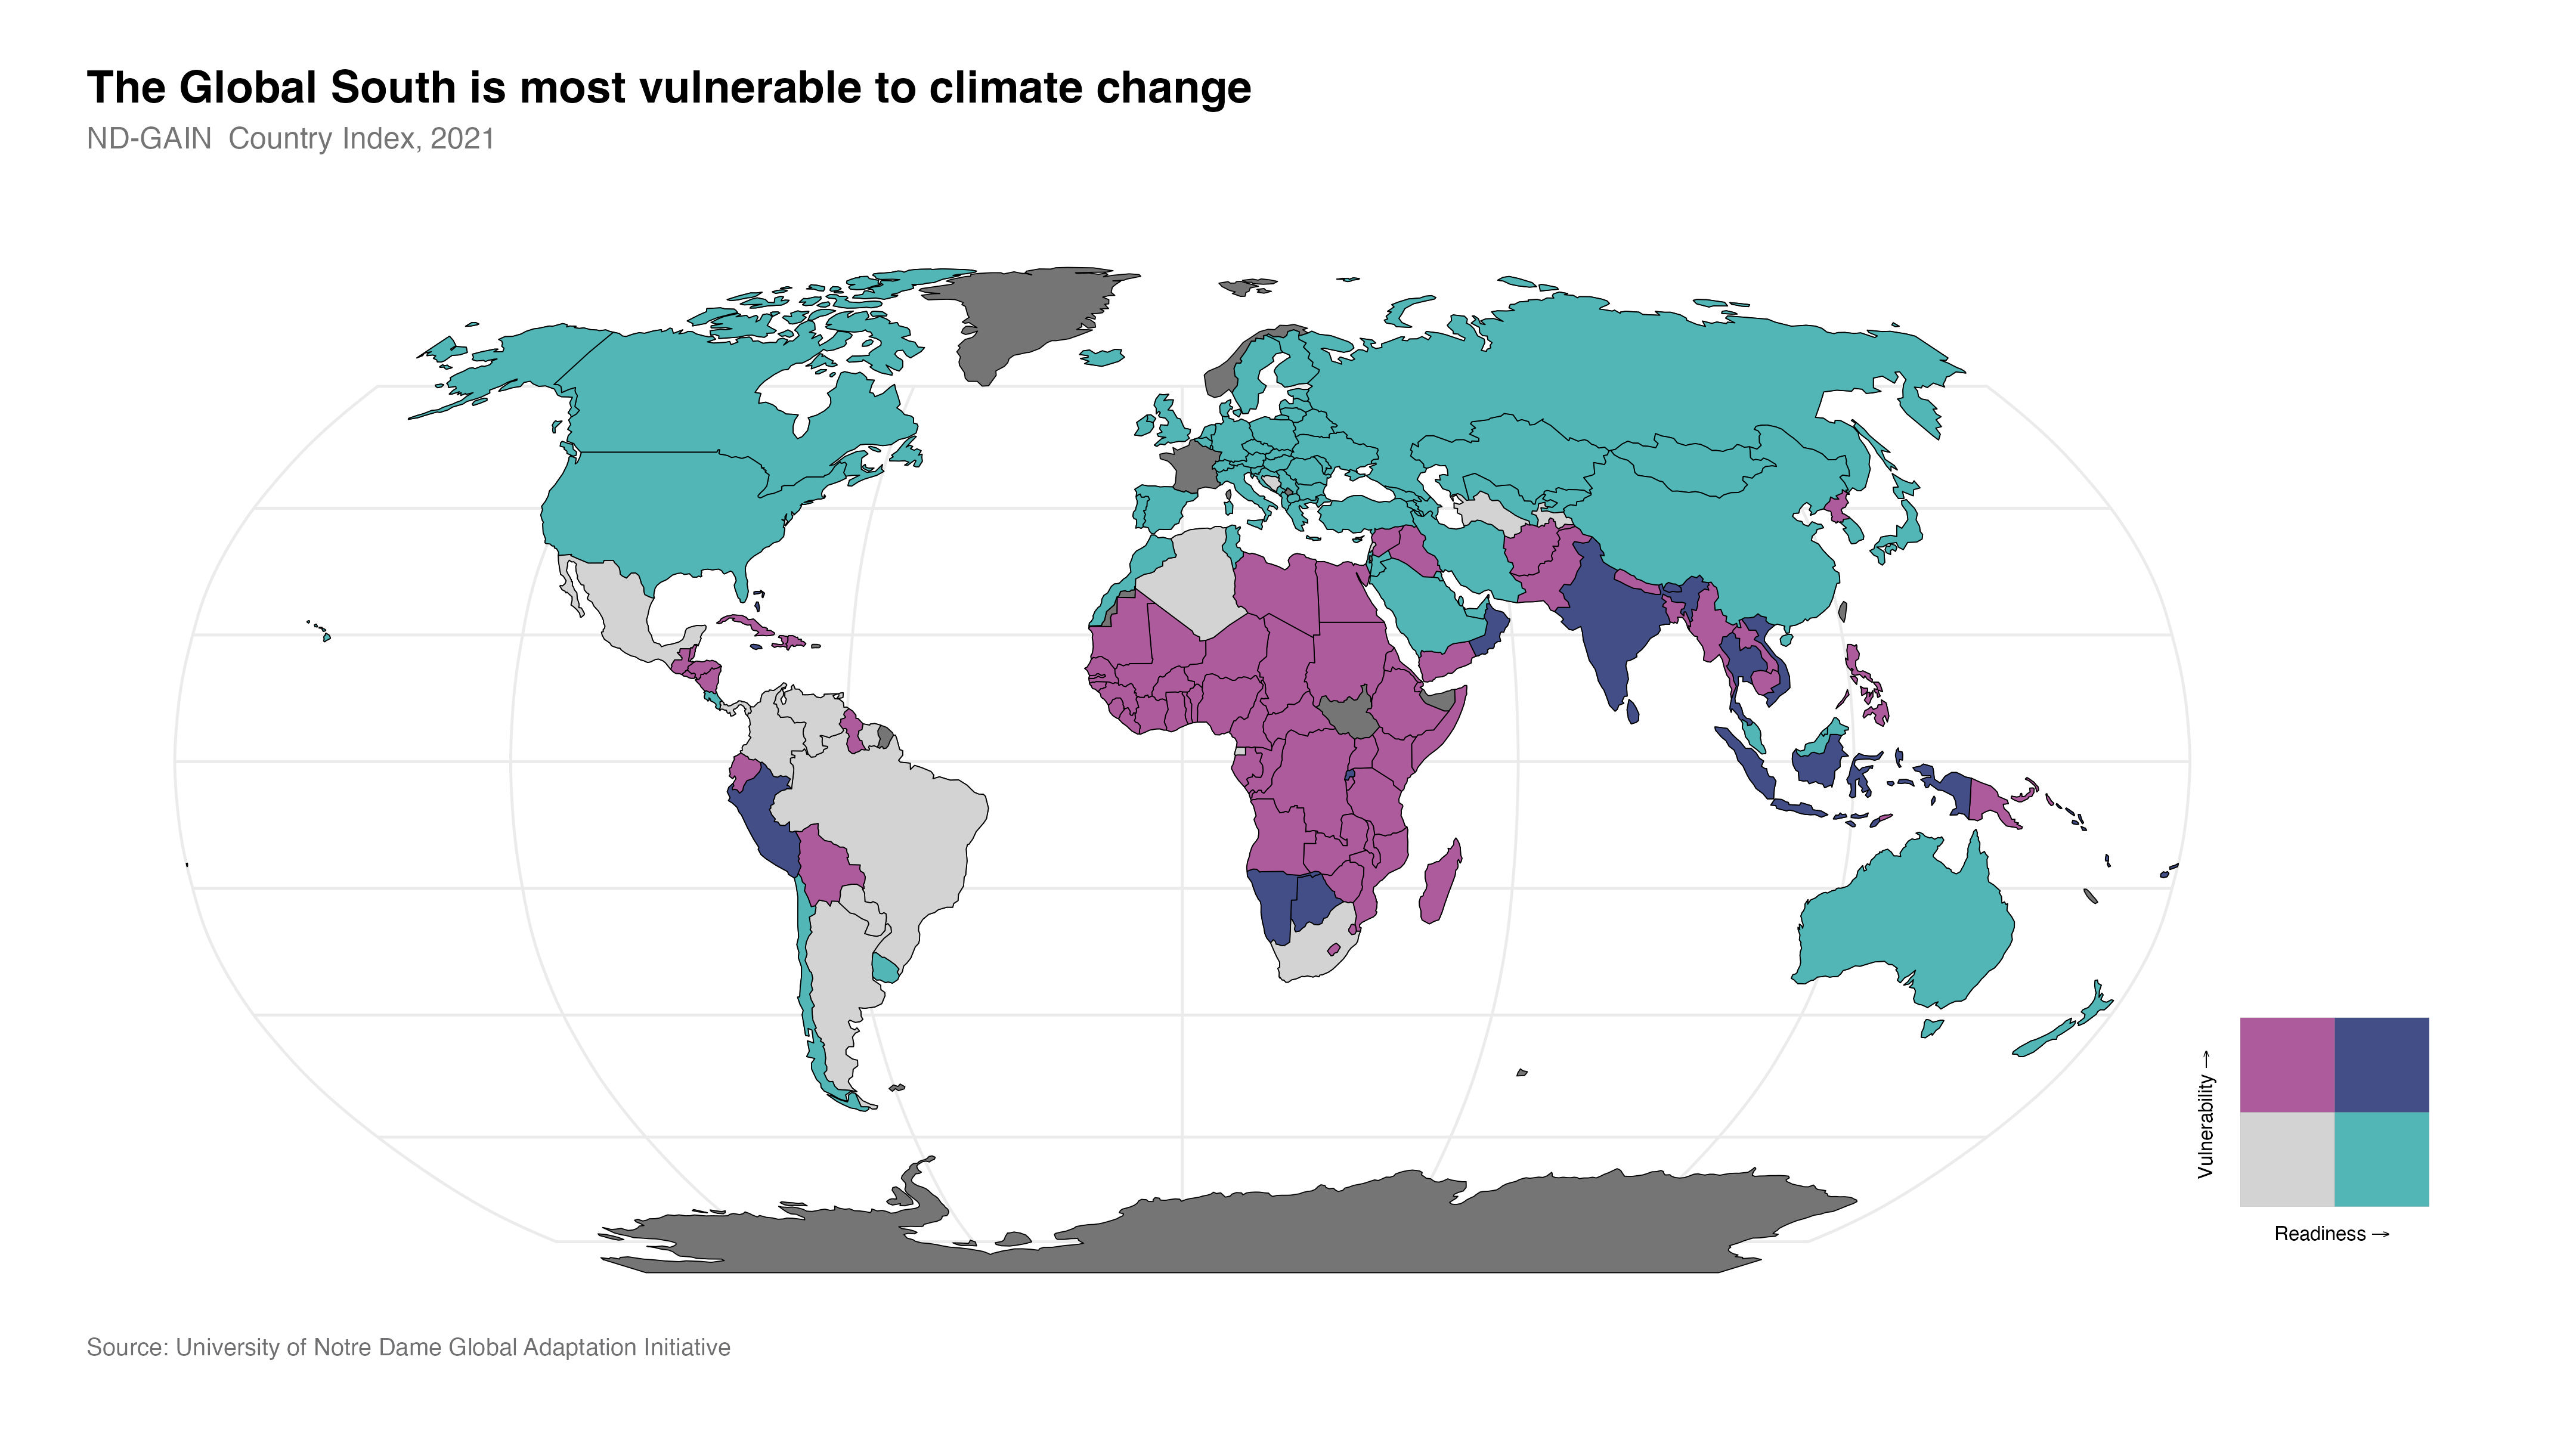 The Global South is most vulnerable to climate change
ND-GAIN  Country Index, 2021
Vulnerability →
Readiness →
Source: University of Notre Dame Global Adaptation Initiative